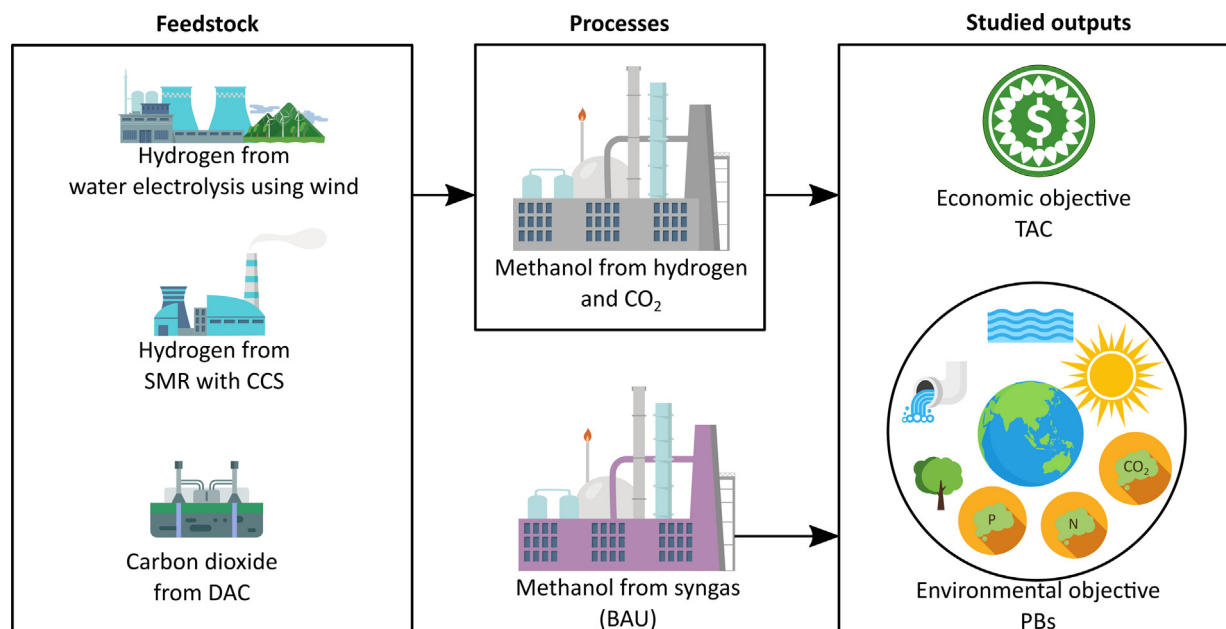 Feedstock
Hydrogen from
water electrolysis using wind
Hydrogen from
SMR with CCS
Carbon dioxide
from DAC
Processes
Methanol from hydrogen
and CO₂
Methanol from syngas
(BAU)
Studied outputs
$
Economic objective
TAC
CO₂
P
N
Environmental objective
PBs